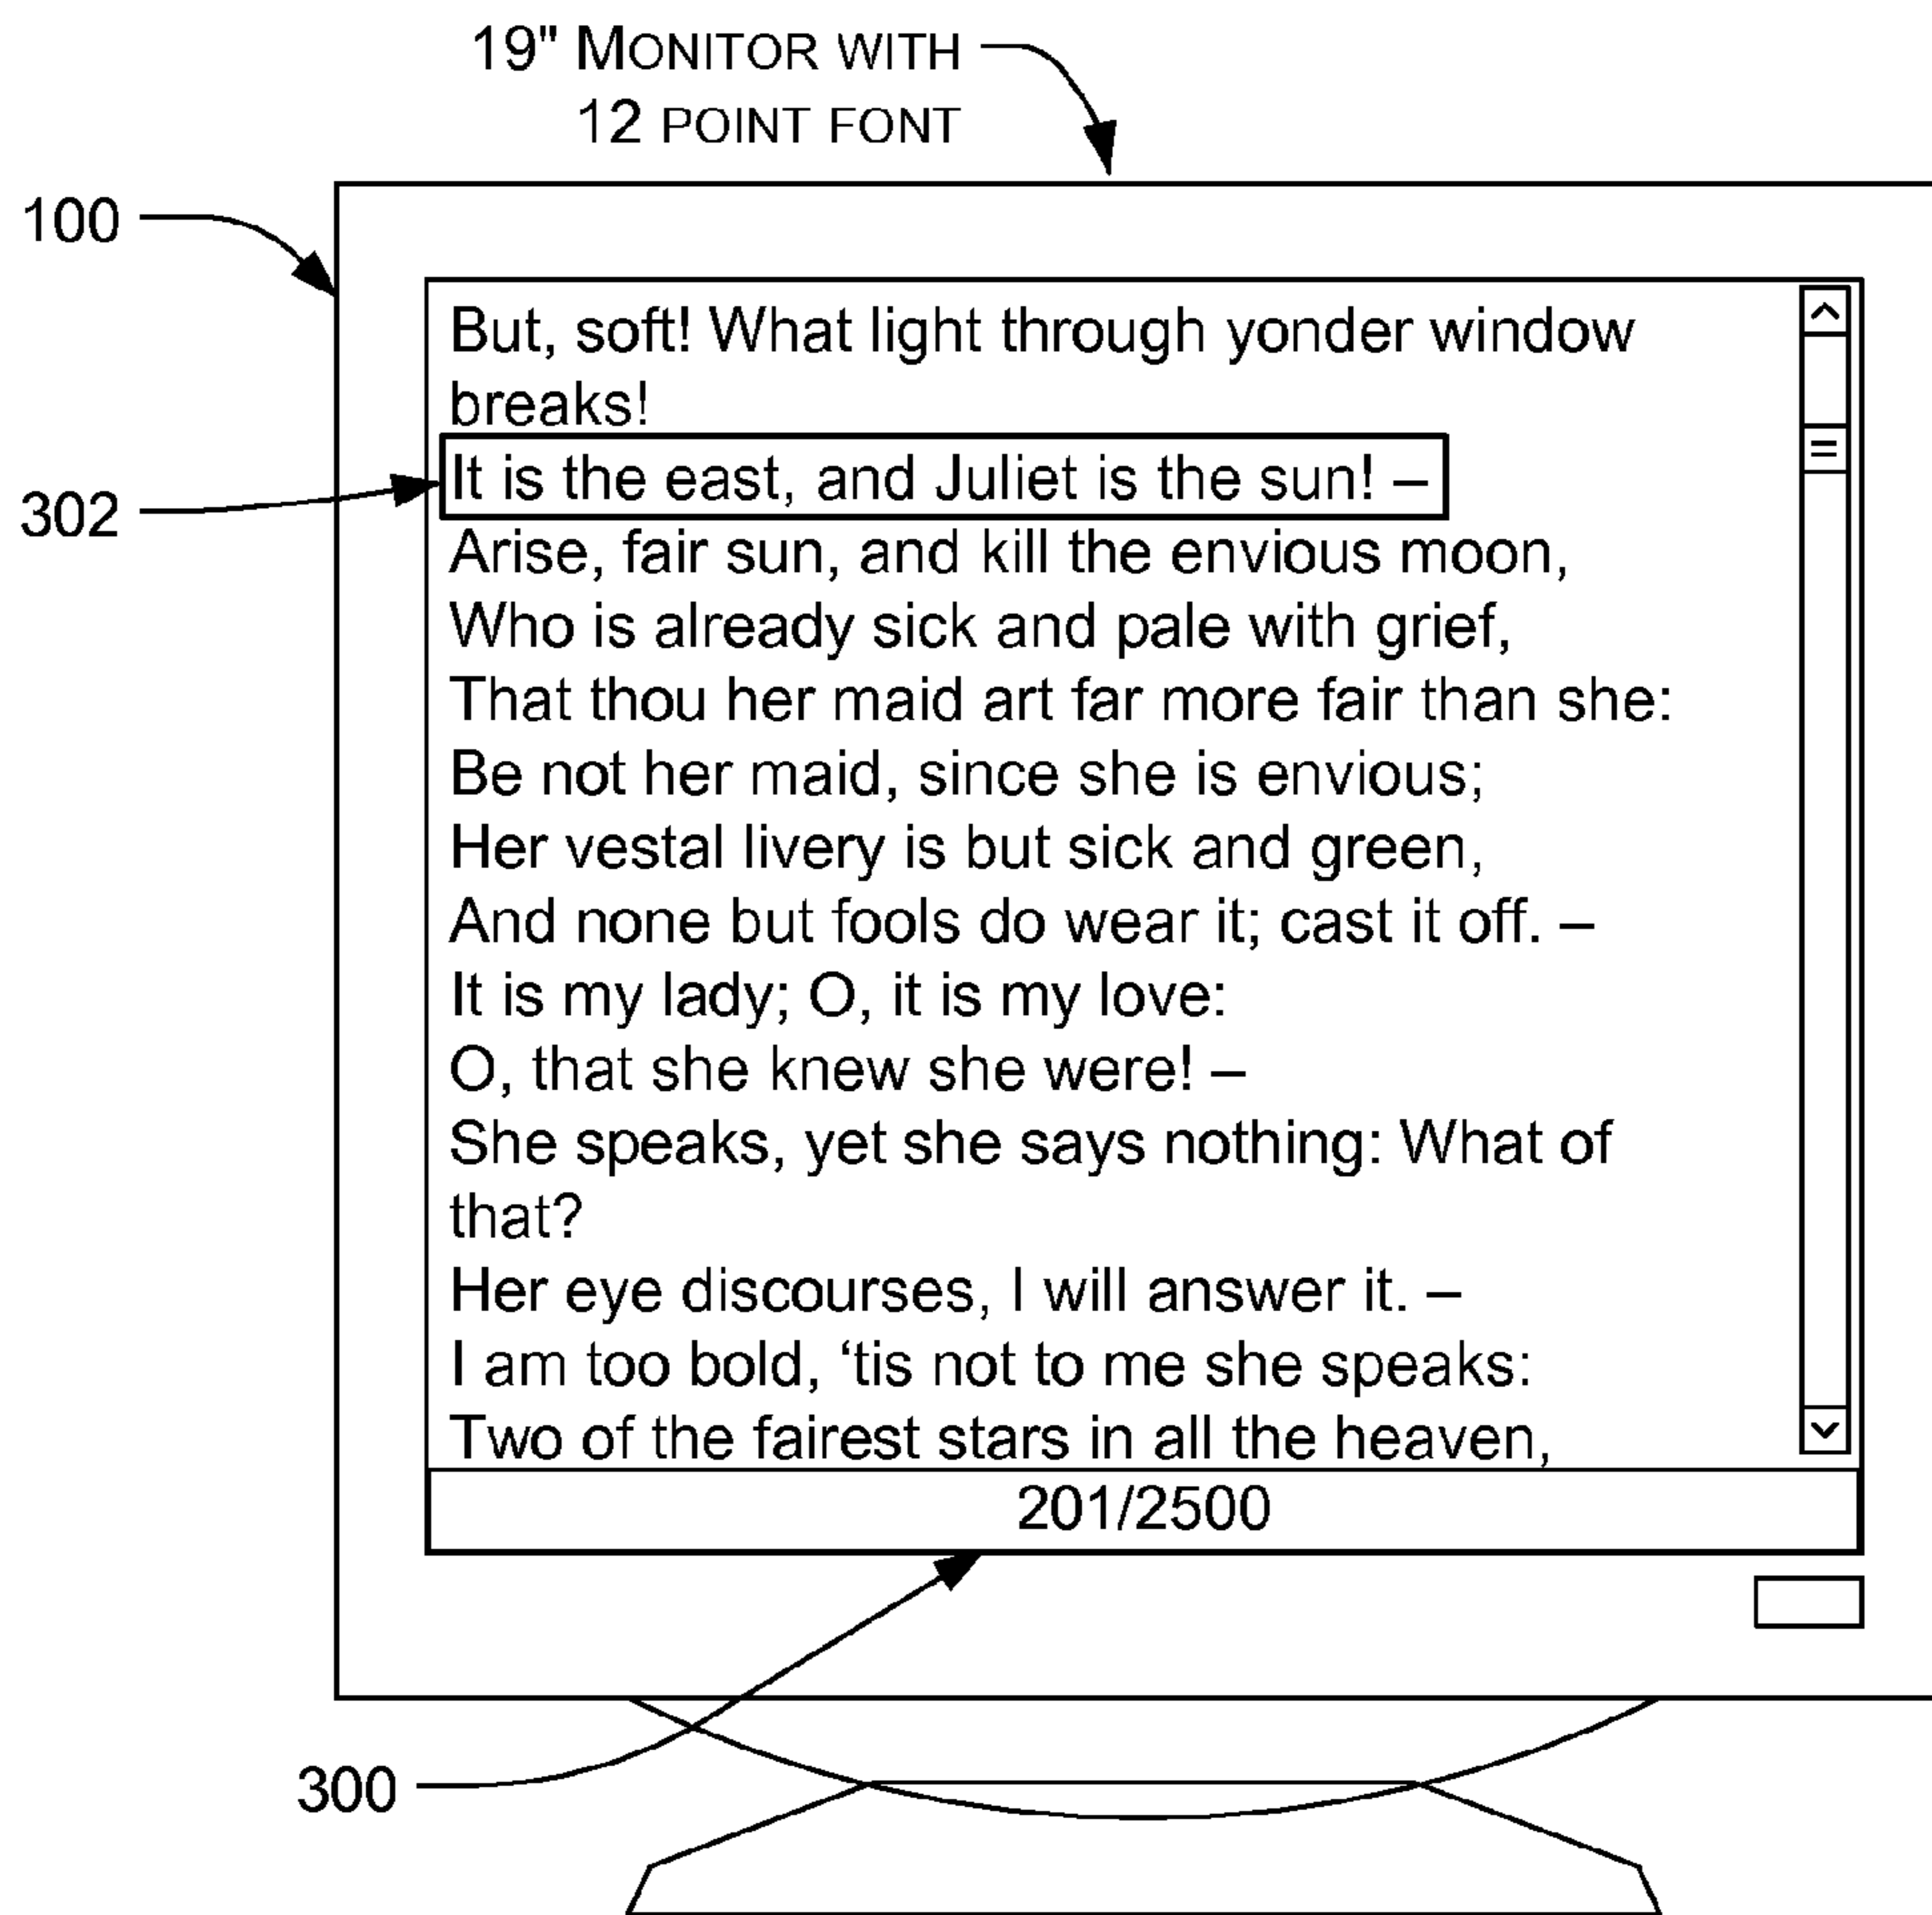 19" MONITOR WITH
12 POINT FONT
100
But, soft! What light through yonder window
breaks!
It is the east, and Juliet is the sun! –
302
Arise, fair sun, and kill the envious moon,
Who is already sick and pale with grief,
That thou her maid art far more fair than she:
Be not her maid, since she is envious;
Her vestal livery is but sick and green,
And none but fools do wear it; cast it off. –
It is my lady; O, it is my love:
O, that she knew she were! –
She speaks, yet she says nothing: What of
that?
Her eye discourses, I will answer it. –
I am too bold, ‘tis not to me she speaks:
Two of the fairest stars in all the heaven,
201/2500
300